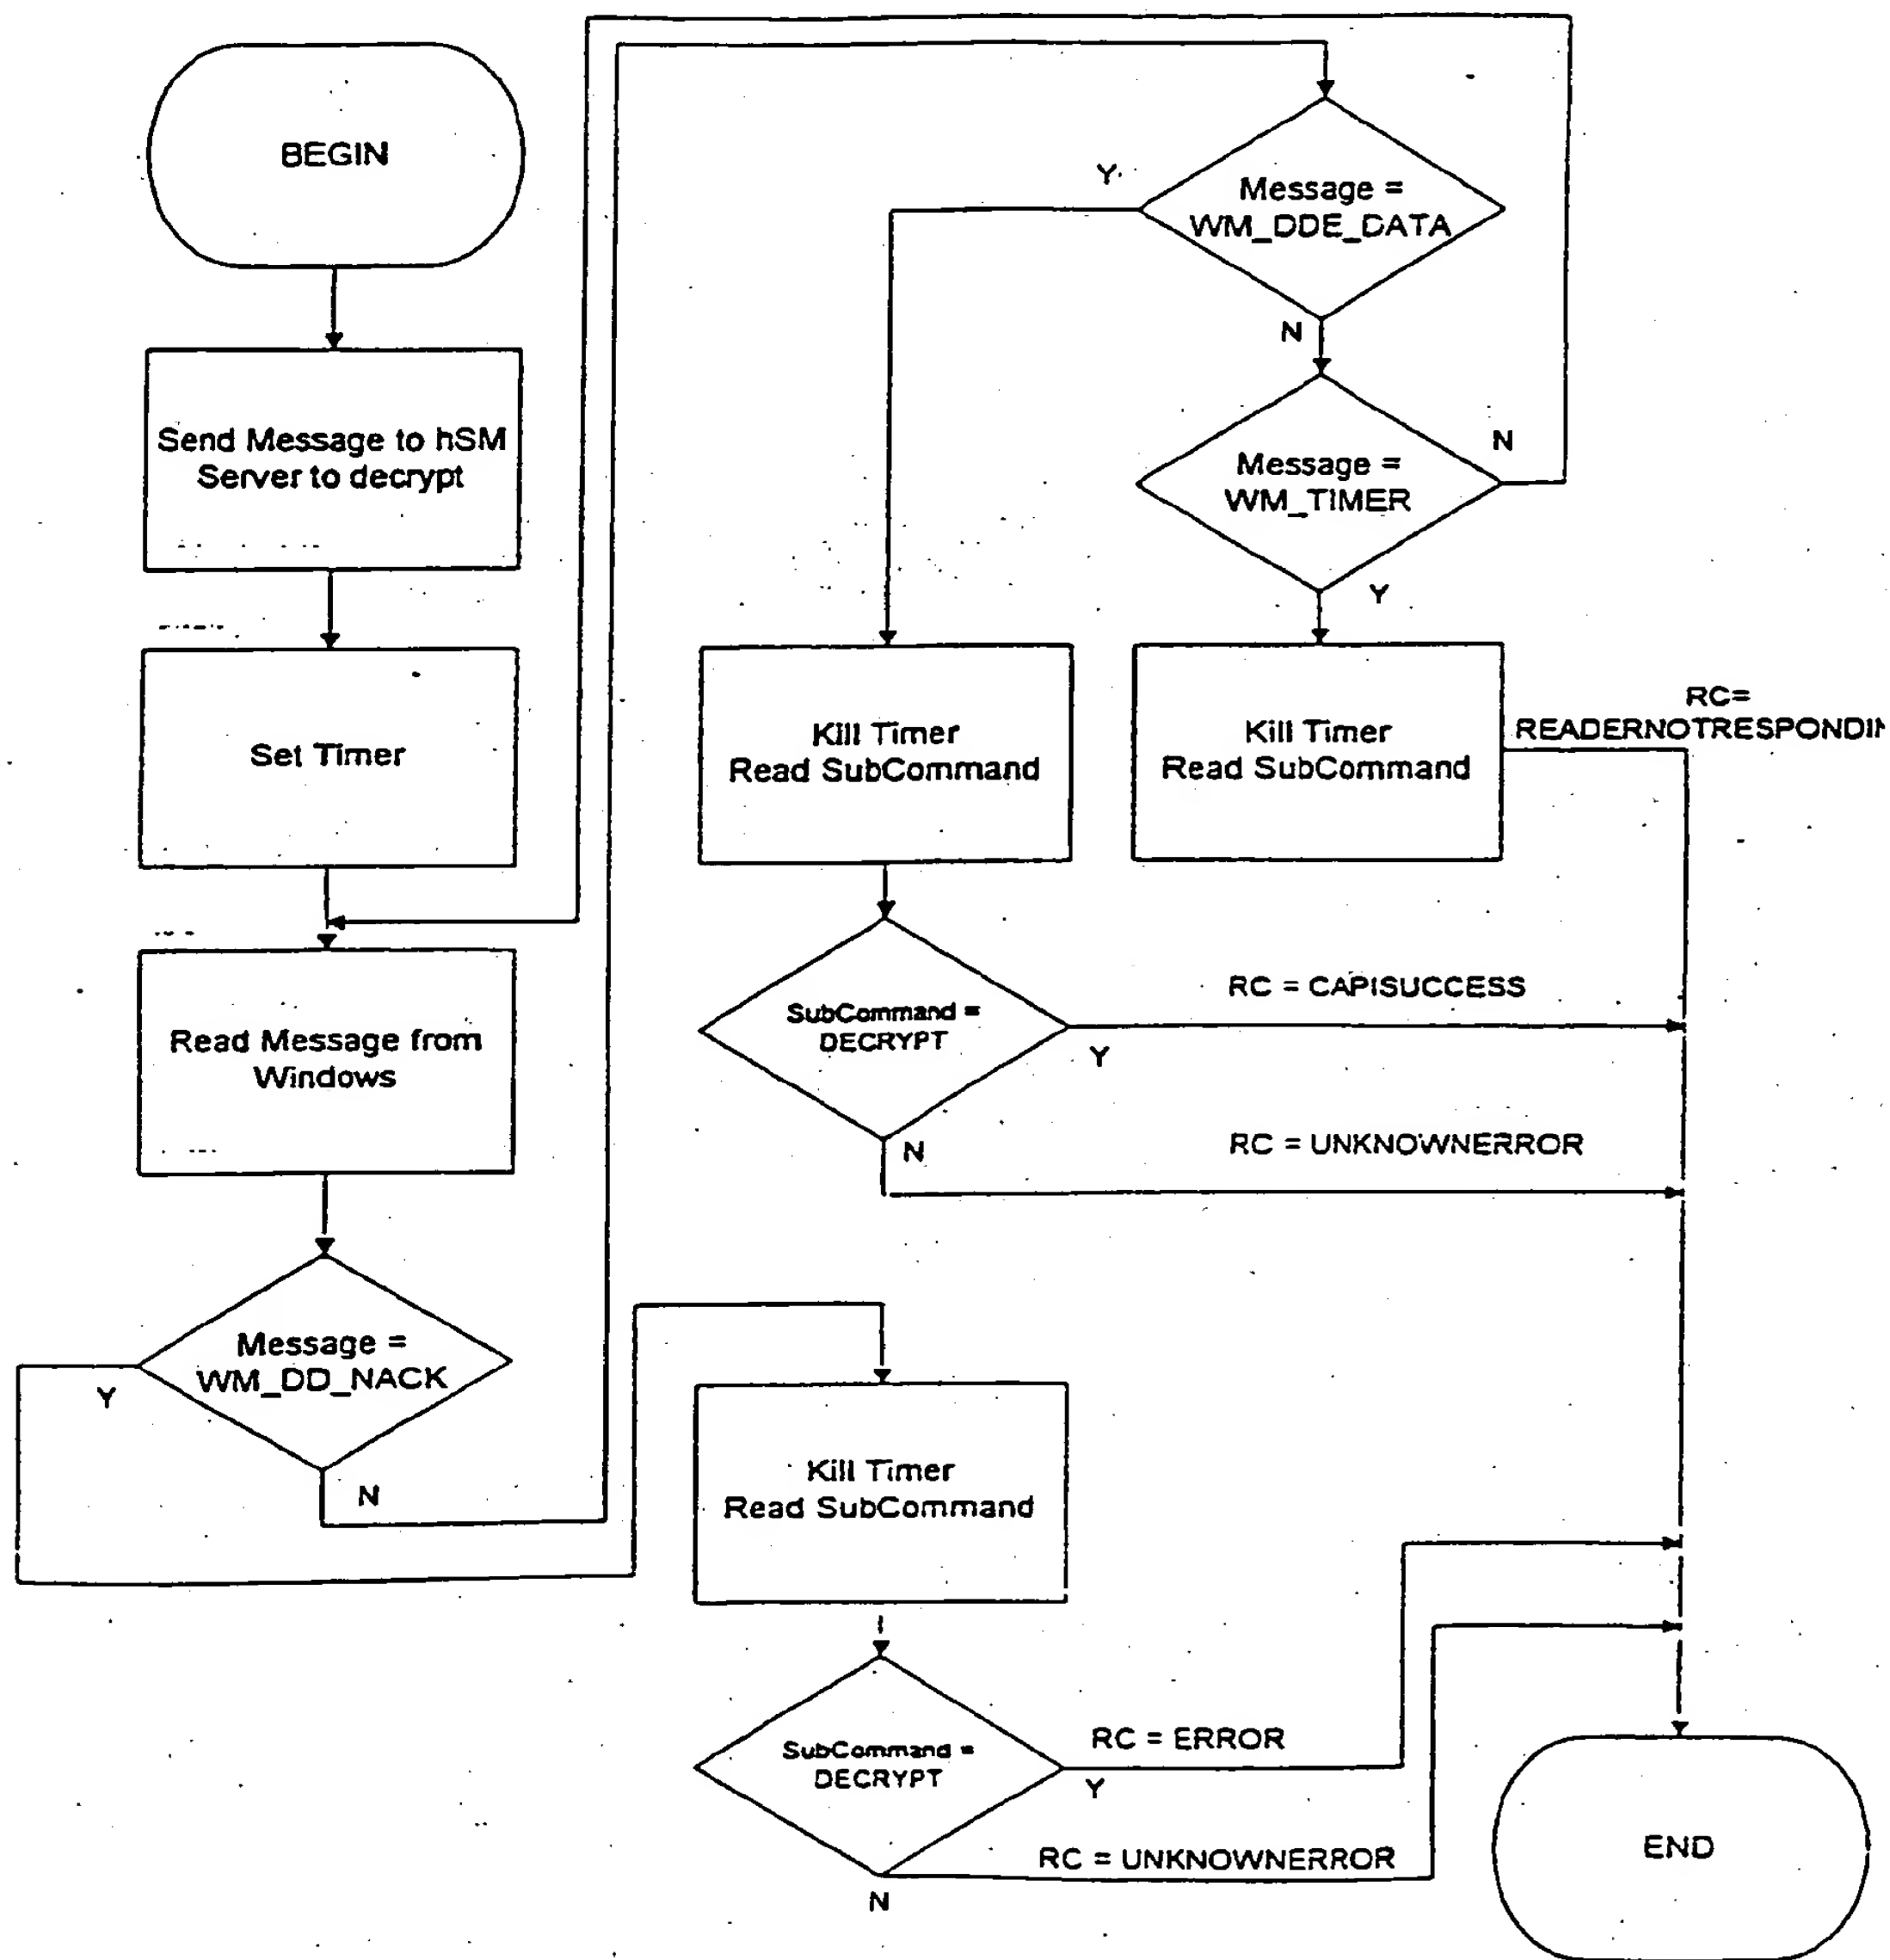 BEGIN
Send Message to hSM
Server to decrypt
Set Timer
Read Message from
Windows
Message =
WM_DD_NACK
Y
N
Message =
WM_DDE_DATA
Y
N
Message =
WM_TIMER
N
Y
Kill Timer
Read SubCommand
Kill Timer
Read SubCommand
RC=
READERNOTRESPONDIN
SubCommand =
DECRYPT
RC = CAPISUCCESS
Y
N
RC = UNKNOWNERROR
Kill Timer
Read SubCommand
SubCommand =
DECRYPT
RC = ERROR
Y
RC = UNKNOWNERROR
N
END